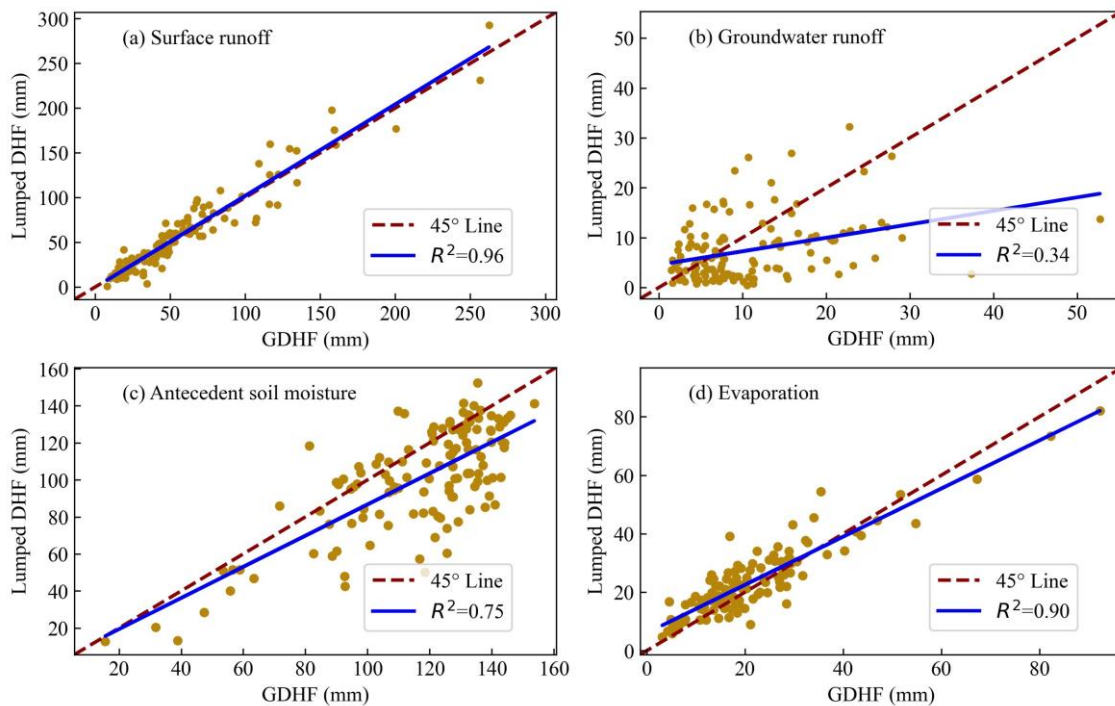 (a) Surface runoff
Lumped DHF (mm)
300
250
200
150
100
50
0
45° Line
R²=0.96
0 50 100 150 200 250 300
GDHF (mm)
(b) Groundwater runoff
Lumped DHF (mm)
50
40
30
20
10
0
45° Line
R²=0.34
0 10 20 30 40 50
GDHF (mm)
(c) Antecedent soil moisture
Lumped DHF (mm)
160
140
120
100
80
60
40
20
45° Line
R²=0.75
20 40 60 80 100 120 140 160
GDHF (mm)
(d) Evaporation
Lumped DHF (mm)
80
60
40
20
0
45° Line
R²=0.90
0 20 40 60 80
GDHF (mm)